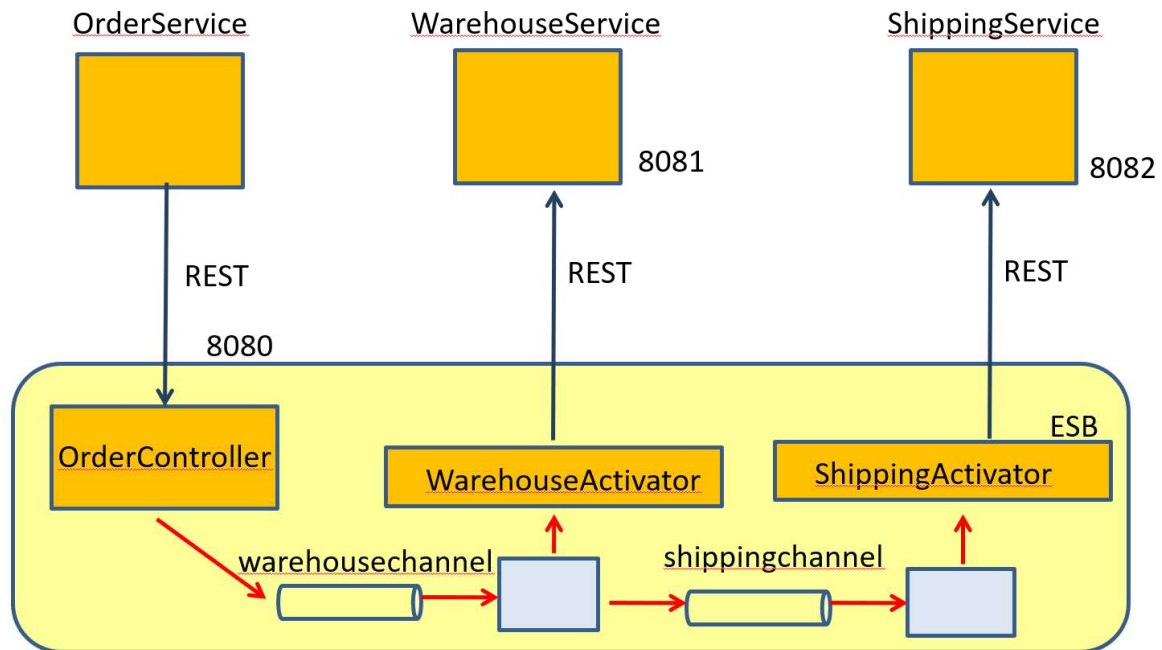 OrderService
WarehouseService
ShippingService
8081
8082
REST
REST
REST
8080
ESB
OrderController
WarehouseActivator
ShippingActivator
warehousechannel
shippingchannel